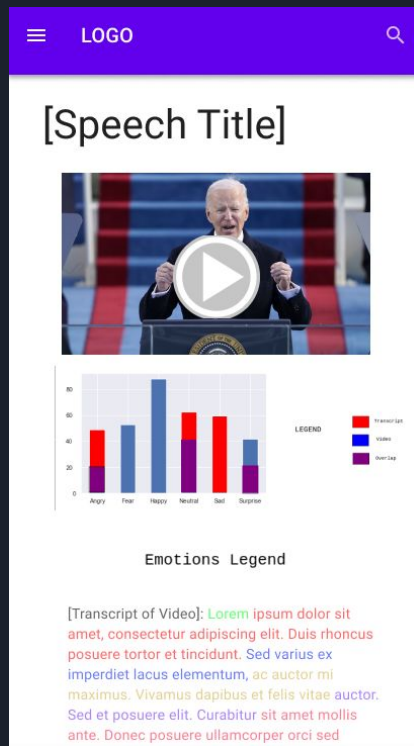 LOGO
[Speech Title]
80
60
40
20
0
Angry Fear Happy Neutral Sad Surprise
LEGEND
Transcript
Video
Overlap
Emotions Legend
[Transcript of Video]: Lorem ipsum dolor sit
amet, consectetur adipiscing elit. Duis rhoncus
posuere tortor et tincidunt. Sed varius ex
imperdiet lacus elementum, ac auctor mi
maximus. Vivamus dapibus et felis vitae auctor.
Sed et posuere elit. Curabitur sit amet mollis
ante. Donec posuere ullamcorper orci sed